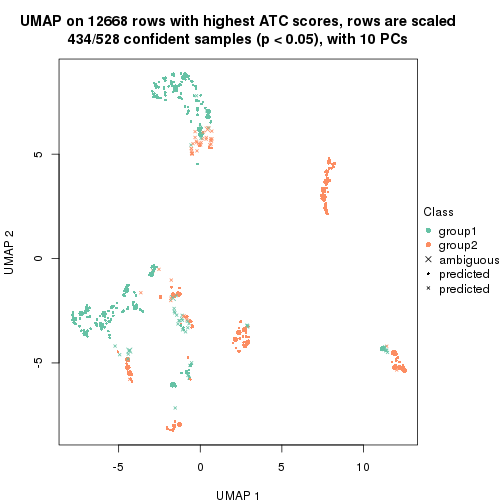 UMAP on 12668 rows with highest ATC scores, rows are scaled
434/528 confident samples (p < 0.05), with 10 PCs
5
0
-5
UMAP 2
-5
0
5
10
UMAP 1
Class
group1
group2
ambiguous
predicted
predicted